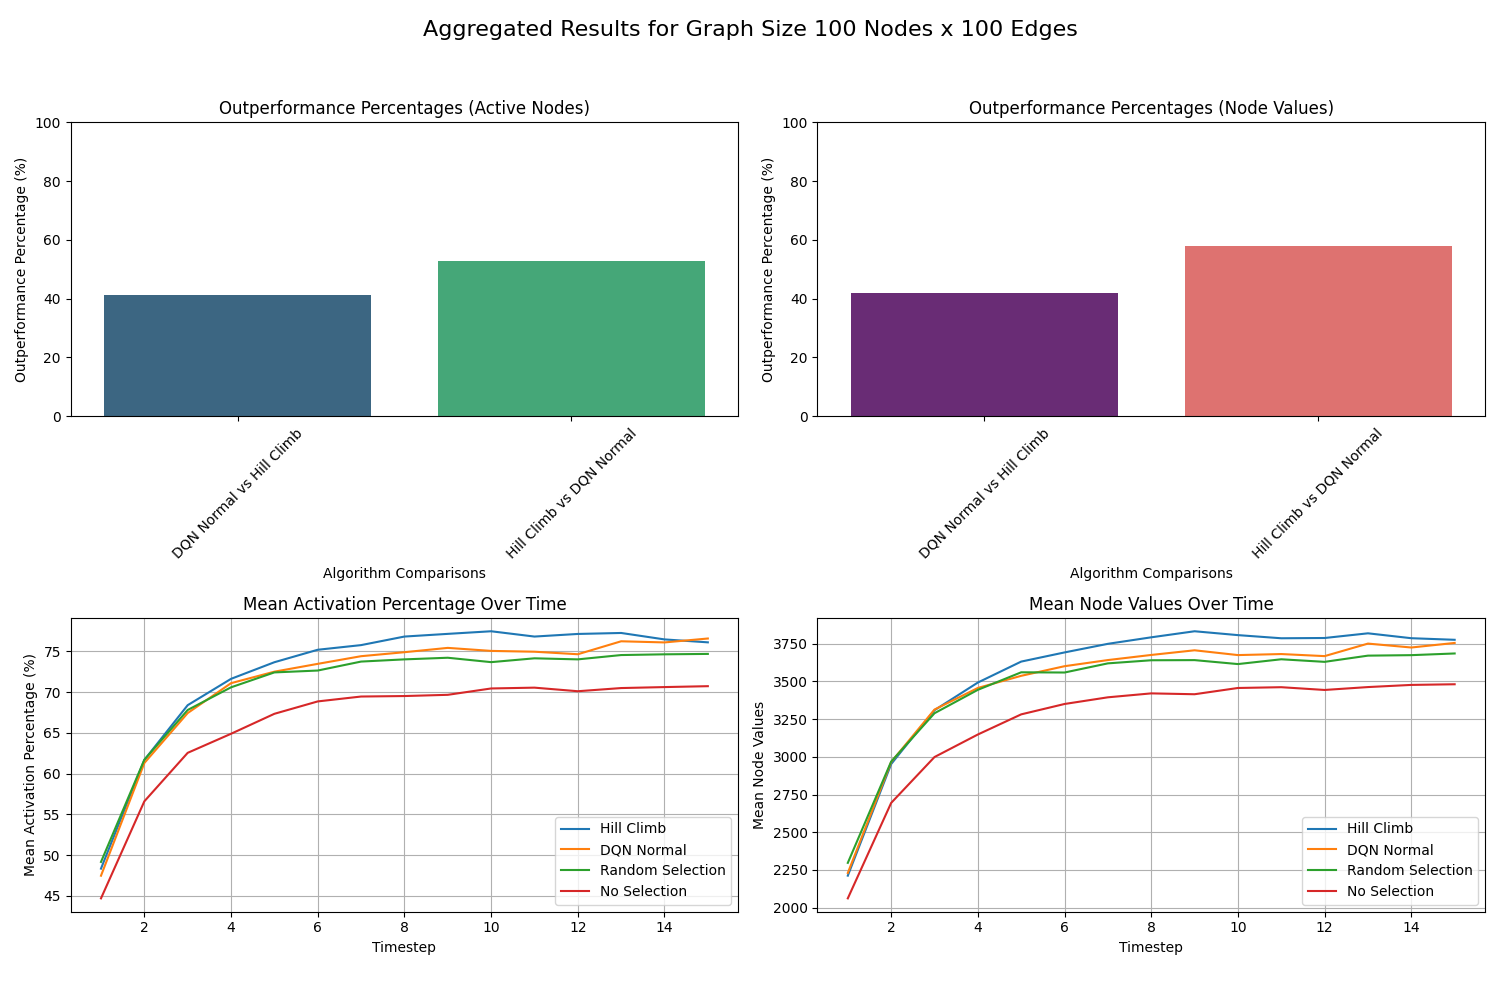 Aggregated Results for Graph Size 100 Nodes x 100 Edges
Outperformance Percentages (Active Nodes)
Outperformance Percentage (%)
100
80
60
40
20
0
DQN Normal vs Hill Climb
Hill Climb vs DQN Normal
Algorithm Comparisons
Outperformance Percentages (Node Values)
Outperformance Percentage (%)
100
80
60
40
20
0
DQN Normal vs Hill Climb
Hill Climb vs DQN Normal
Algorithm Comparisons
Mean Activation Percentage Over Time
Mean Activation Percentage (%)
75
70
65
60
55
50
45
Hill Climb
DQN Normal
Random Selection
No Selection
2 4 6 8 10 12 14
Timestep
Mean Node Values Over Time
Mean Node Values
3750
3500
3250
3000
2750
2500
2250
2000
Hill Climb
DQN Normal
Random Selection
No Selection
2 4 6 8 10 12 14
Timestep